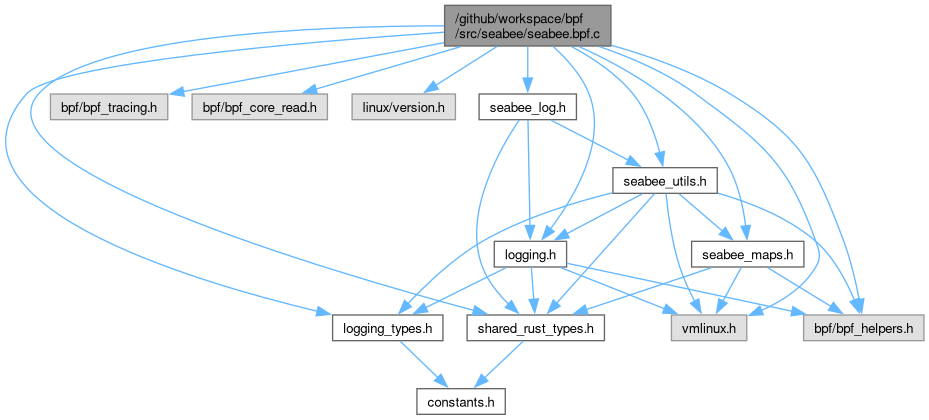 /github/workspace/bpf
/src/seabee/seabee.bpf.c
bpf/bpf_tracing.h
bpf/bpf_core_read.h
linux/version.h
seabee_log.h
seabee_utils.h
logging.h
seabee_maps.h
logging_types.h
shared_rust_types.h
vmlinux.h
bpf/bpf_helpers.h
constants.h